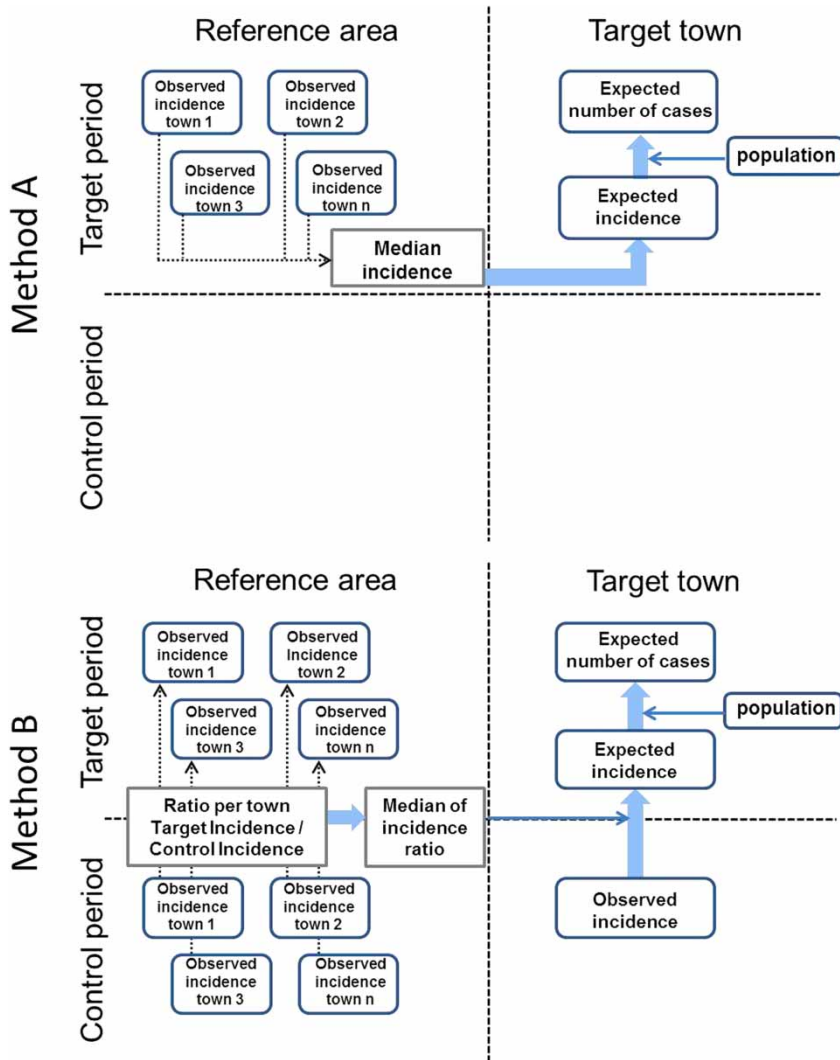 Reference area
Target town
Method A
Target period
Control period
Observed
incidence
town 1
Observed
incidence
town 2
Observed
incidence
town 3
Observed
incidence
town n
Median
incidence
Expected
number of cases
population
Expected
incidence
Reference area
Target town
Method B
Target period
Control period
Observed
incidence
town 1
Observed
Incidence
town 2
Observed
incidence
town 3
Observed
incidence
town n
Ratio per town
Target Incidence /
Control Incidence
Median of
incidence
ratio
Observed
incidence
town 1
Observed
incidence
town 2
Observed
incidence
town 3
Observed
incidence
town n
Expected
number of cases
population
Expected
incidence
Observed
incidence